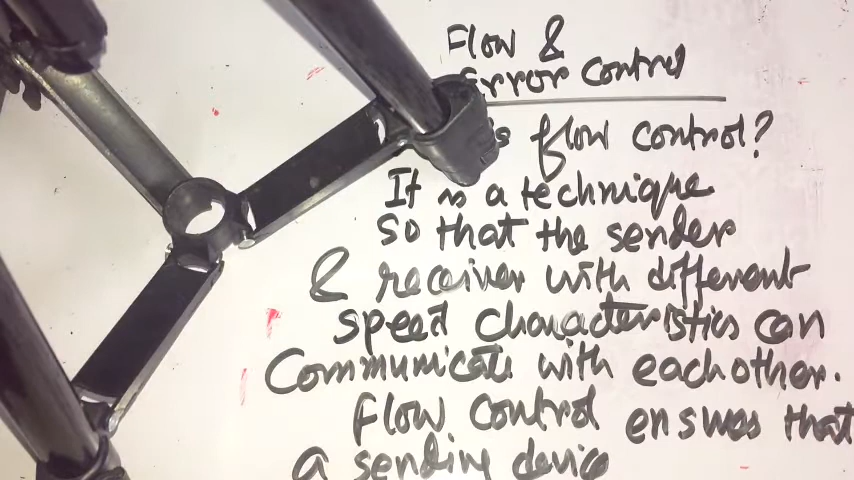 Flow &
Error Control
s flow control?
It is a technique
so that the sender
& receiver with different
speed characteristics can
Communicate with eachother.
Flow control ensures that
a sending device